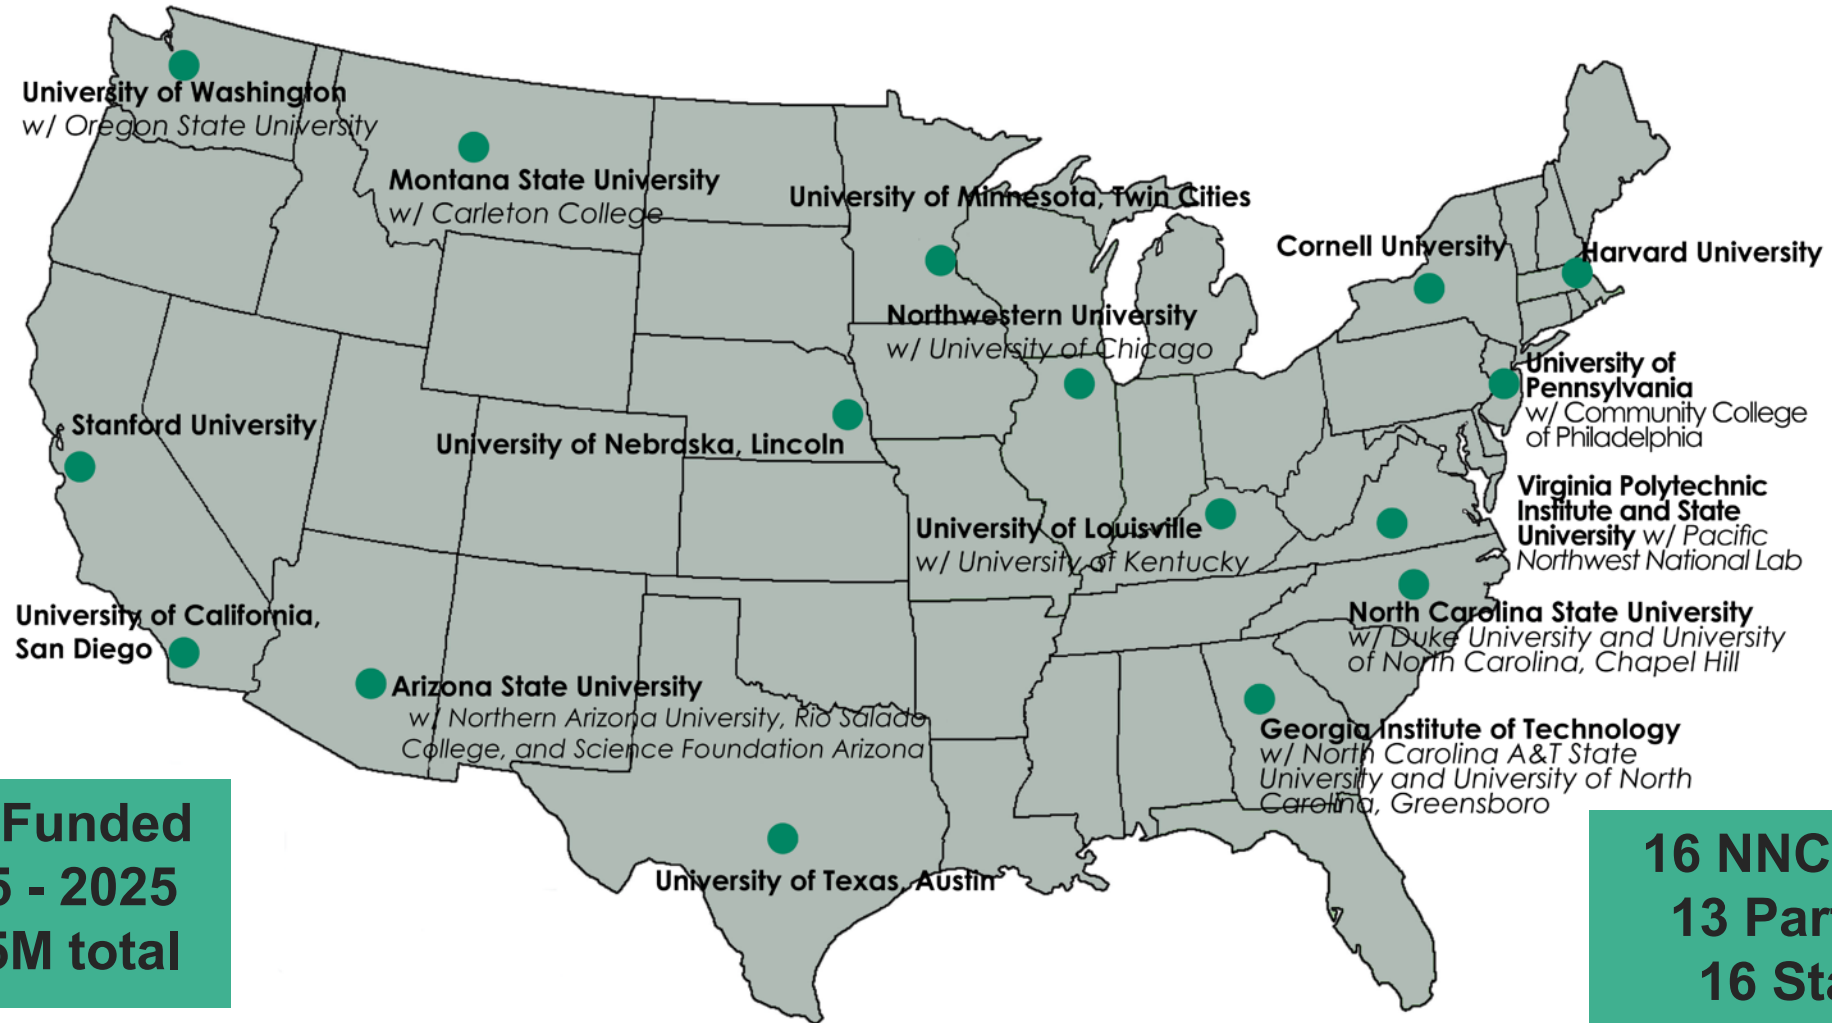 University of Washington
w/ Oregon State University
Montana State University
w/ Carleton College
University of Minnesota, Twin Cities
Cornell University
Harvard University
Northwestern University
w/ University of Chicago
University of
Pennsylvania
w/ Community College
of Philadelphia
Stanford University
University of Nebraska, Lincoln
Virginia Polytechnic
Institute and State
University w/ Pacific
Northwest National Lab
University of Louisville
w/ University of Kentucky
University of California,
San Diego
North Carolina State University
w/ Duke University and University
of North Carolina, Chapel Hill
Arizona State University
w/ Northern Arizona University, Rio Salado
College, and Science Foundation Arizona
Georgia Institute of Technology
w/ North Carolina A&T State
University and University of North
Carolina, Greensboro
University of Texas, Austin
Funded
5 - 2025
5M total
16 NNC
13 Par
16 Sta